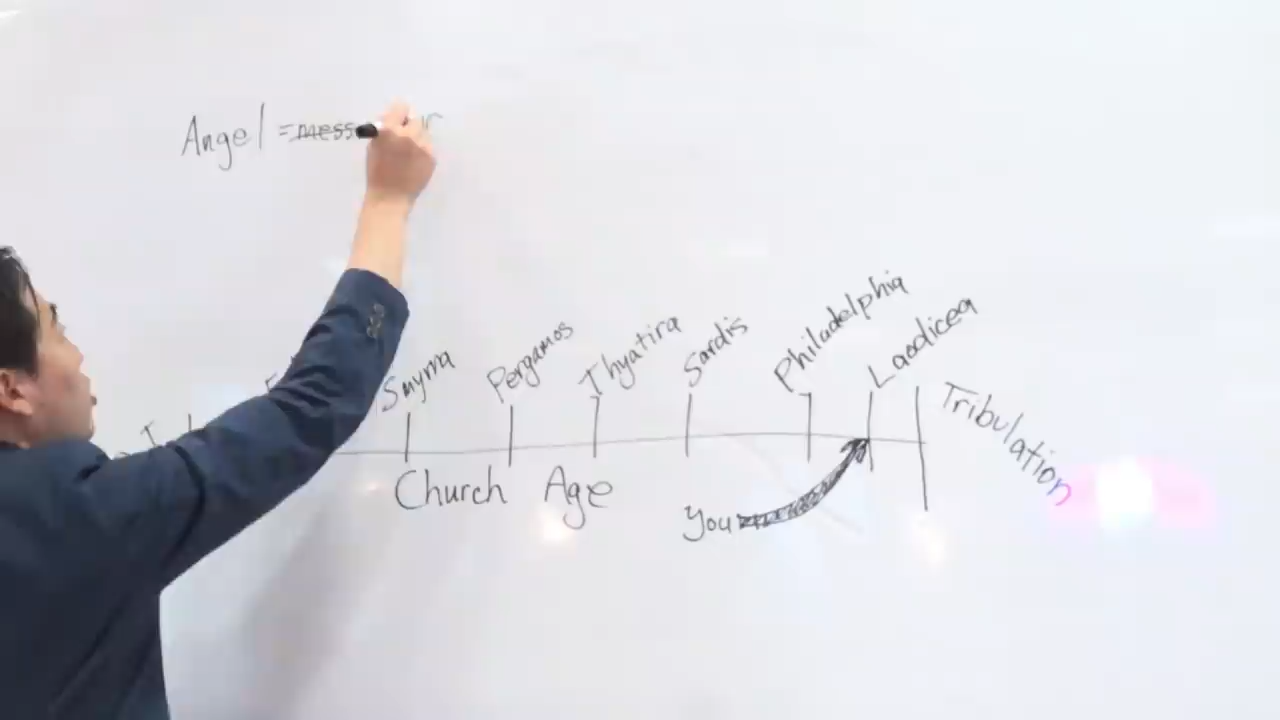 Angel =
Smyrna
Pergamos
Thyatira
Sardis
Philadelphia
Laodicea
Tribulation
Church Age
You